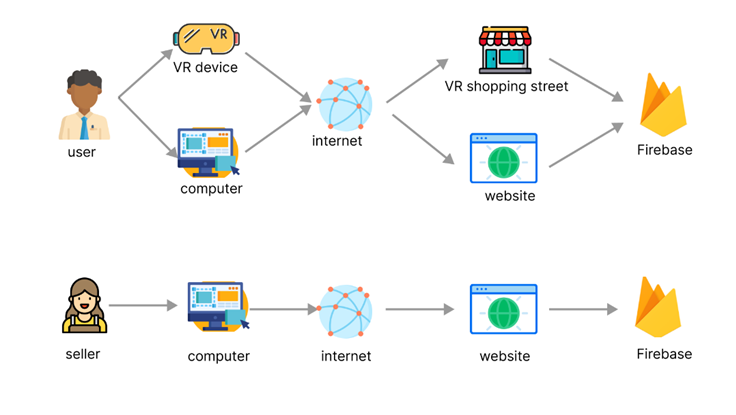 VR
VR device
VR shopping street
user
computer
internet
website
Firebase
seller
computer
internet
website
Firebase